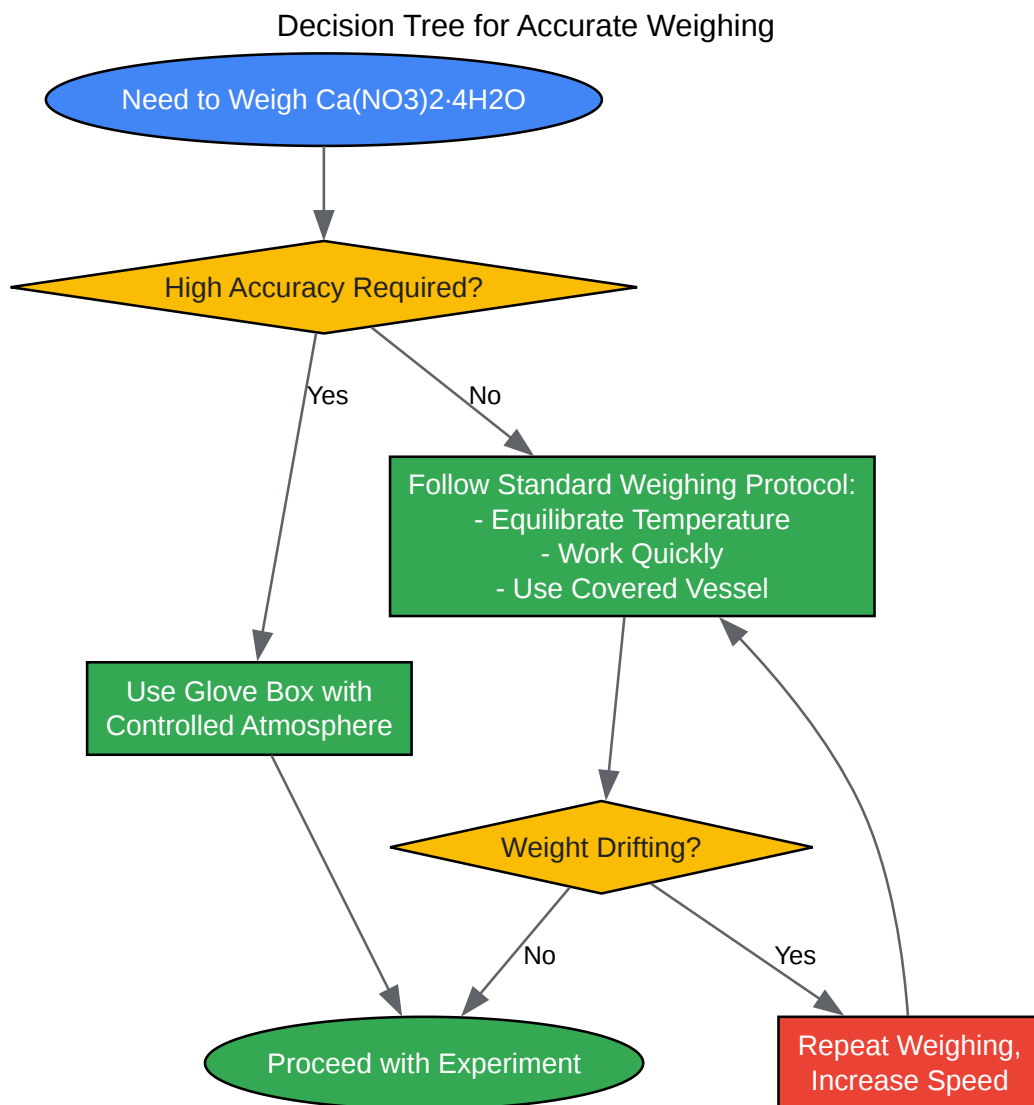 Decision Tree for Accurate Weighing
Need to Weigh Ca(NO3)2·4H2O
High Accuracy Required?
Yes
No
Follow Standard Weighing Protocol:
- Equilibrate Temperature
- Work Quickly
- Use Covered Vessel
Use Glove Box with
Controlled Atmosphere
Weight Drifting?
No
Yes
Proceed with Experiment
Repeat Weighing,
Increase Speed